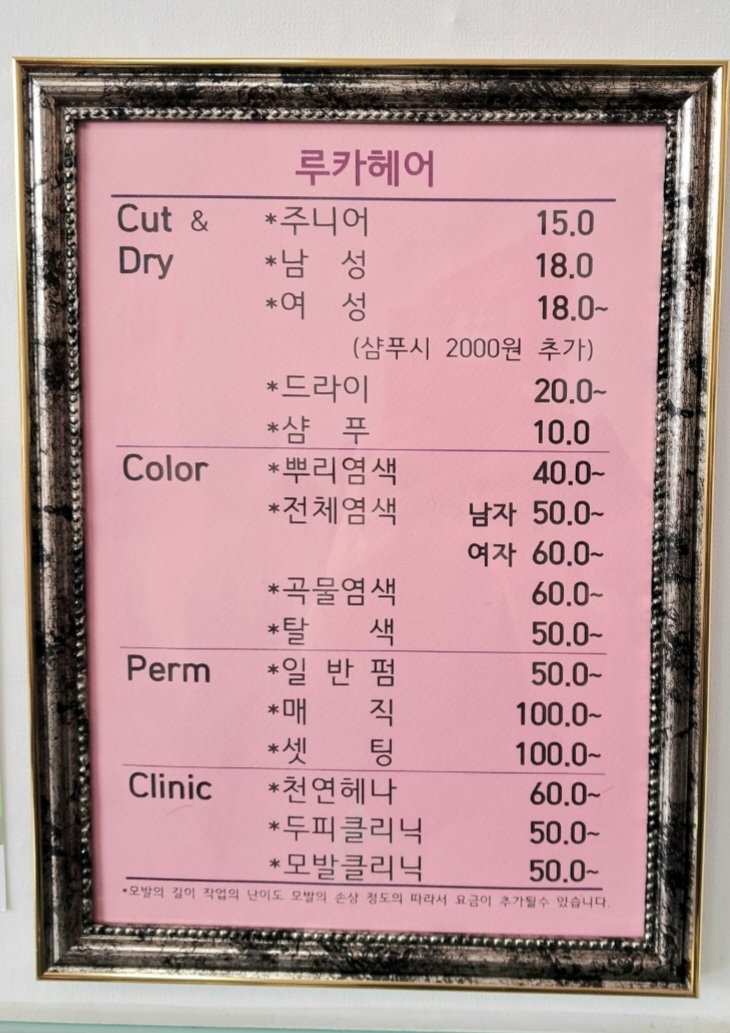 루카헤어
Cut & *주니어 15.0
Dry *남 성 18.0
*여 성 18.0~
(샴푸시 2000원 추가)
*드라이 20.0~
*샴 푸 10.0
Color *뿌리염색 40.0~
*전체염색 남자 50.0~
여자 60.0~
*곡물염색 60.0~
*탈 색 50.0~
Perm *일 반 펌 50.0~
*매 직 100.0~
*셋 팅 100.0~
Clinic *천연헤나 60.0~
*두피클리닉 50.0~
*모발클리닉 50.0~
*모발의 길이 작업의 난이도 모발의 손상 정도의 따라서 요금이 추가될수 있습니다.